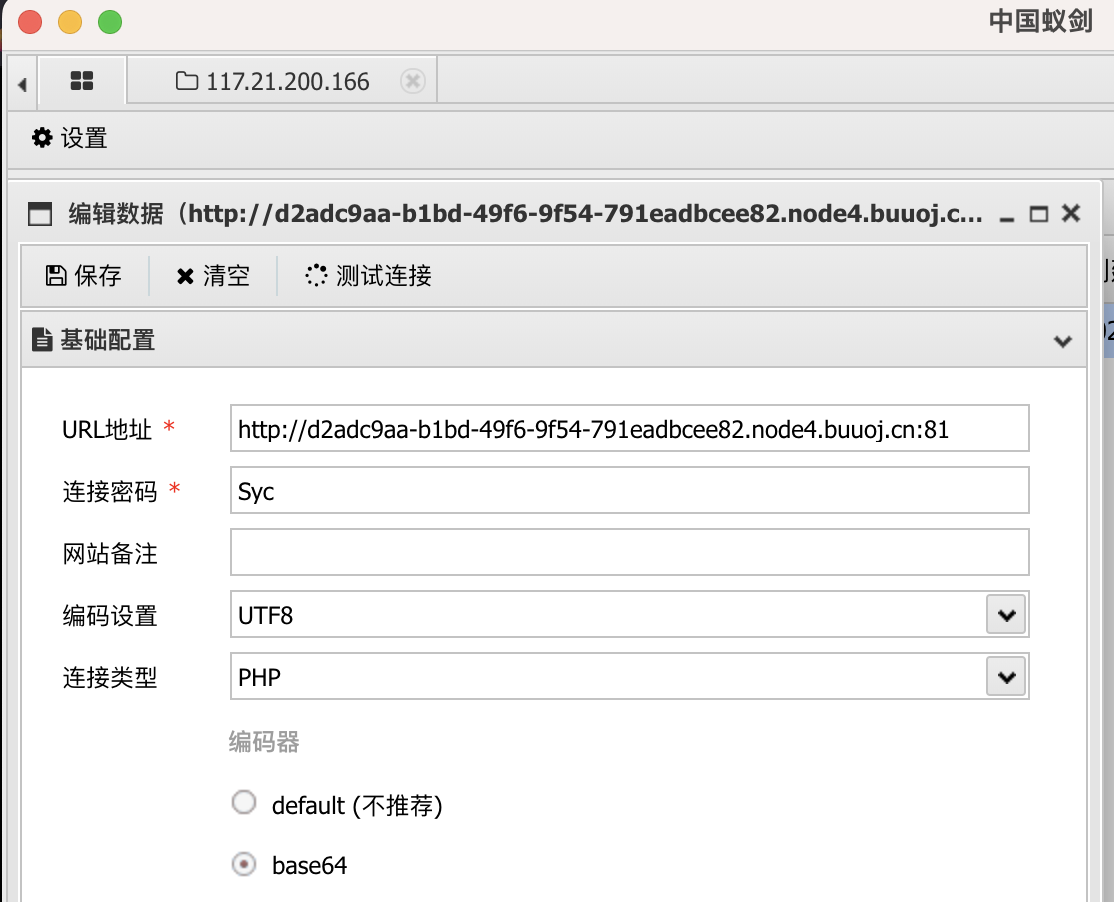 中国蚁剑
117.21.200.166
设置
编辑数据（http://d2adc9aa-b1bd-49f6-9f54-791eadbcee82.node4.buuoj.c...
保存 清空 测试连接
基础配置
URL地址 * http://d2adc9aa-b1bd-49f6-9f54-791eadbcee82.node4.buuoj.cn:81
连接密码 * Syc
网站备注
编码设置 UTF8
连接类型 PHP
编码器
default (不推荐)
base64